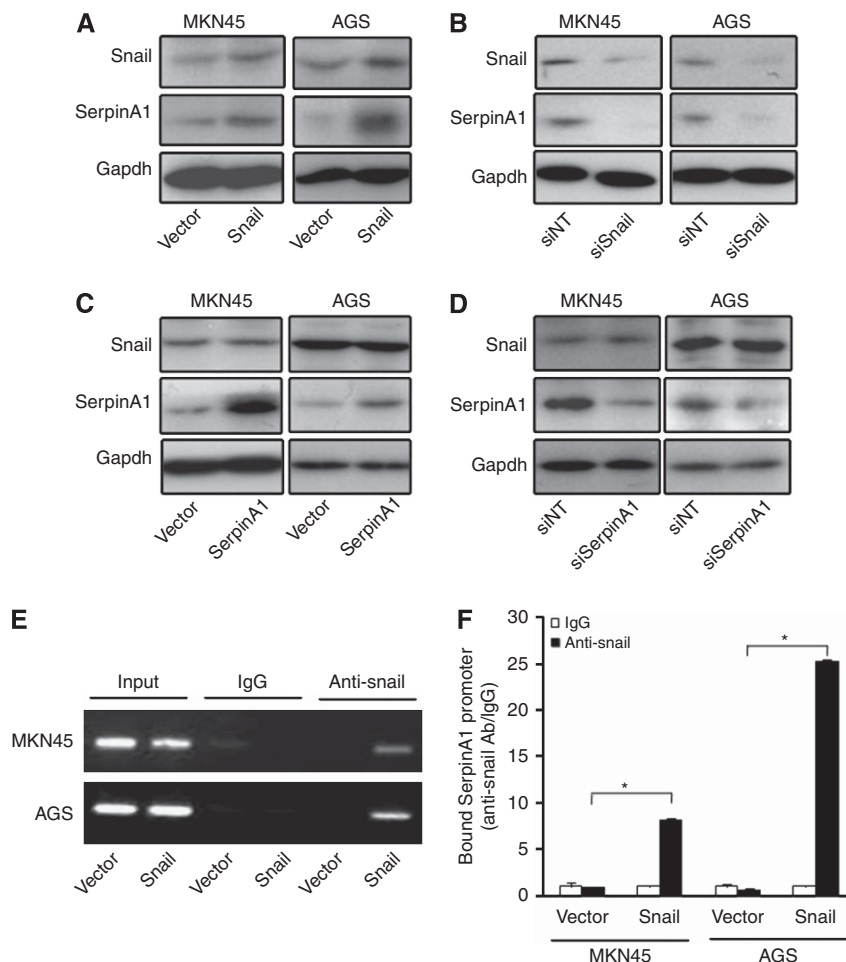 A
MKN45 AGS
Snail
SerpinA1
Gapdh
Vector Snail Vector Snail
B
MKN45 AGS
Snail
SerpinA1
Gapdh
siNT siSnail siNT siSnail
C
MKN45 AGS
Snail
SerpinA1
Gapdh
Vector SerpinA1 Vector SerpinA1
D
MKN45 AGS
Snail
SerpinA1
Gapdh
siNT siSerpinA1 siNT siSerpinA1
E
Input IgG Anti-snail
MKN45
AGS
Vector Snail Vector Snail Vector Snail
F
Bound SerpinA1 promoter
(anti-snail Ab/IgG)
30
25
20
15
10
5
0
IgG
Anti-snail
*
*
Vector Snail Vector Snail
MKN45 AGS